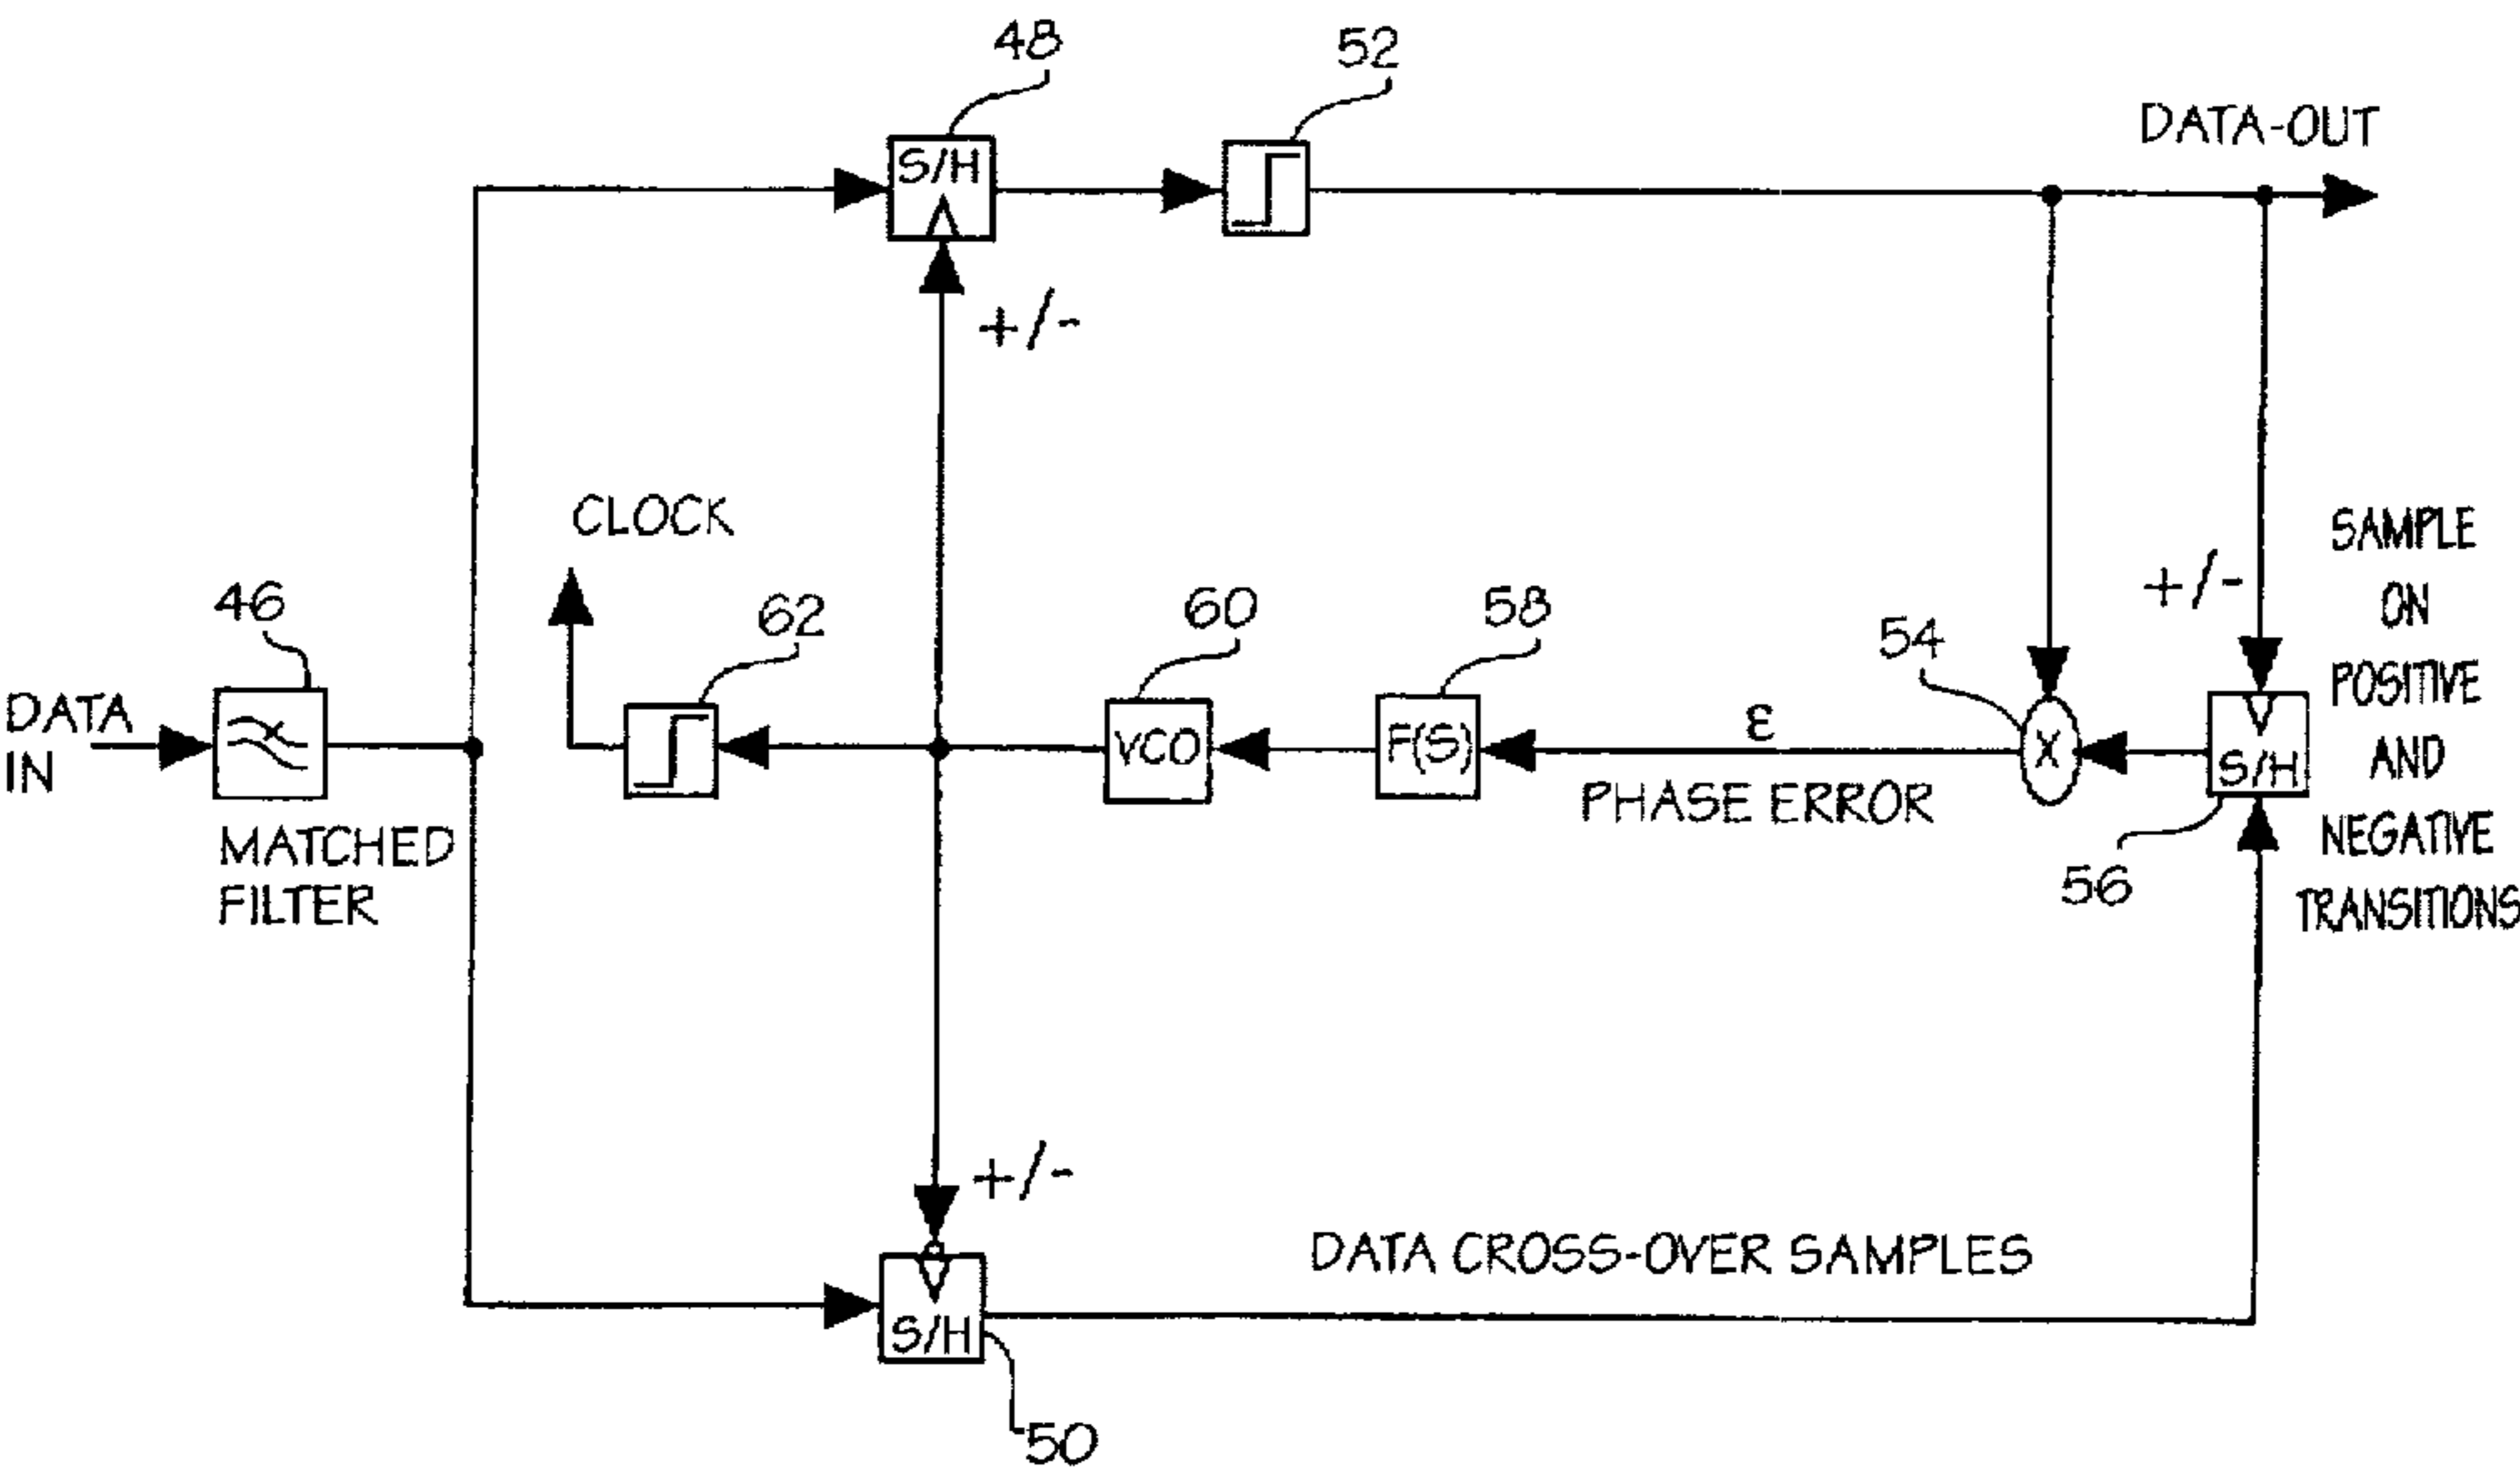 48
52
DATA-OUT
S/H
+/-
CLOCK
46
62
60
58
54
+/-
SAMPLE
ON
POSITIVE
AND
NEGATIVE
TRANSITIONS
DATA
IN
VCO
F(S)
ε
X
S/H
PHASE ERROR
MATCHED
FILTER
56
+/-
DATA CROSS-OVER SAMPLES
S/H
50